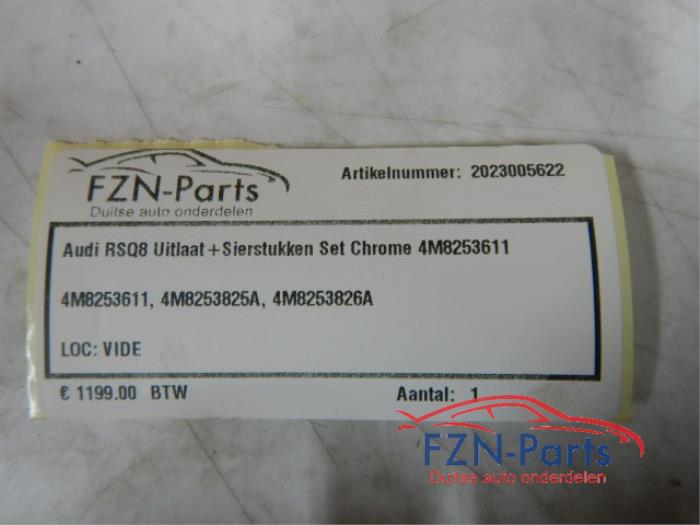 FZN-Parts
Duitse auto onderdelen
Artikelnummer: 2023005622
Audi RSQ8 Uitlaat+Sierstukken Set Chrome 4M8253611
4M8253611, 4M8253825A, 4M8253826A
LOC: VIDE
€ 1199.00 BTW
Aantal: 1
FZN-Parts
Duitse auto onderdelen